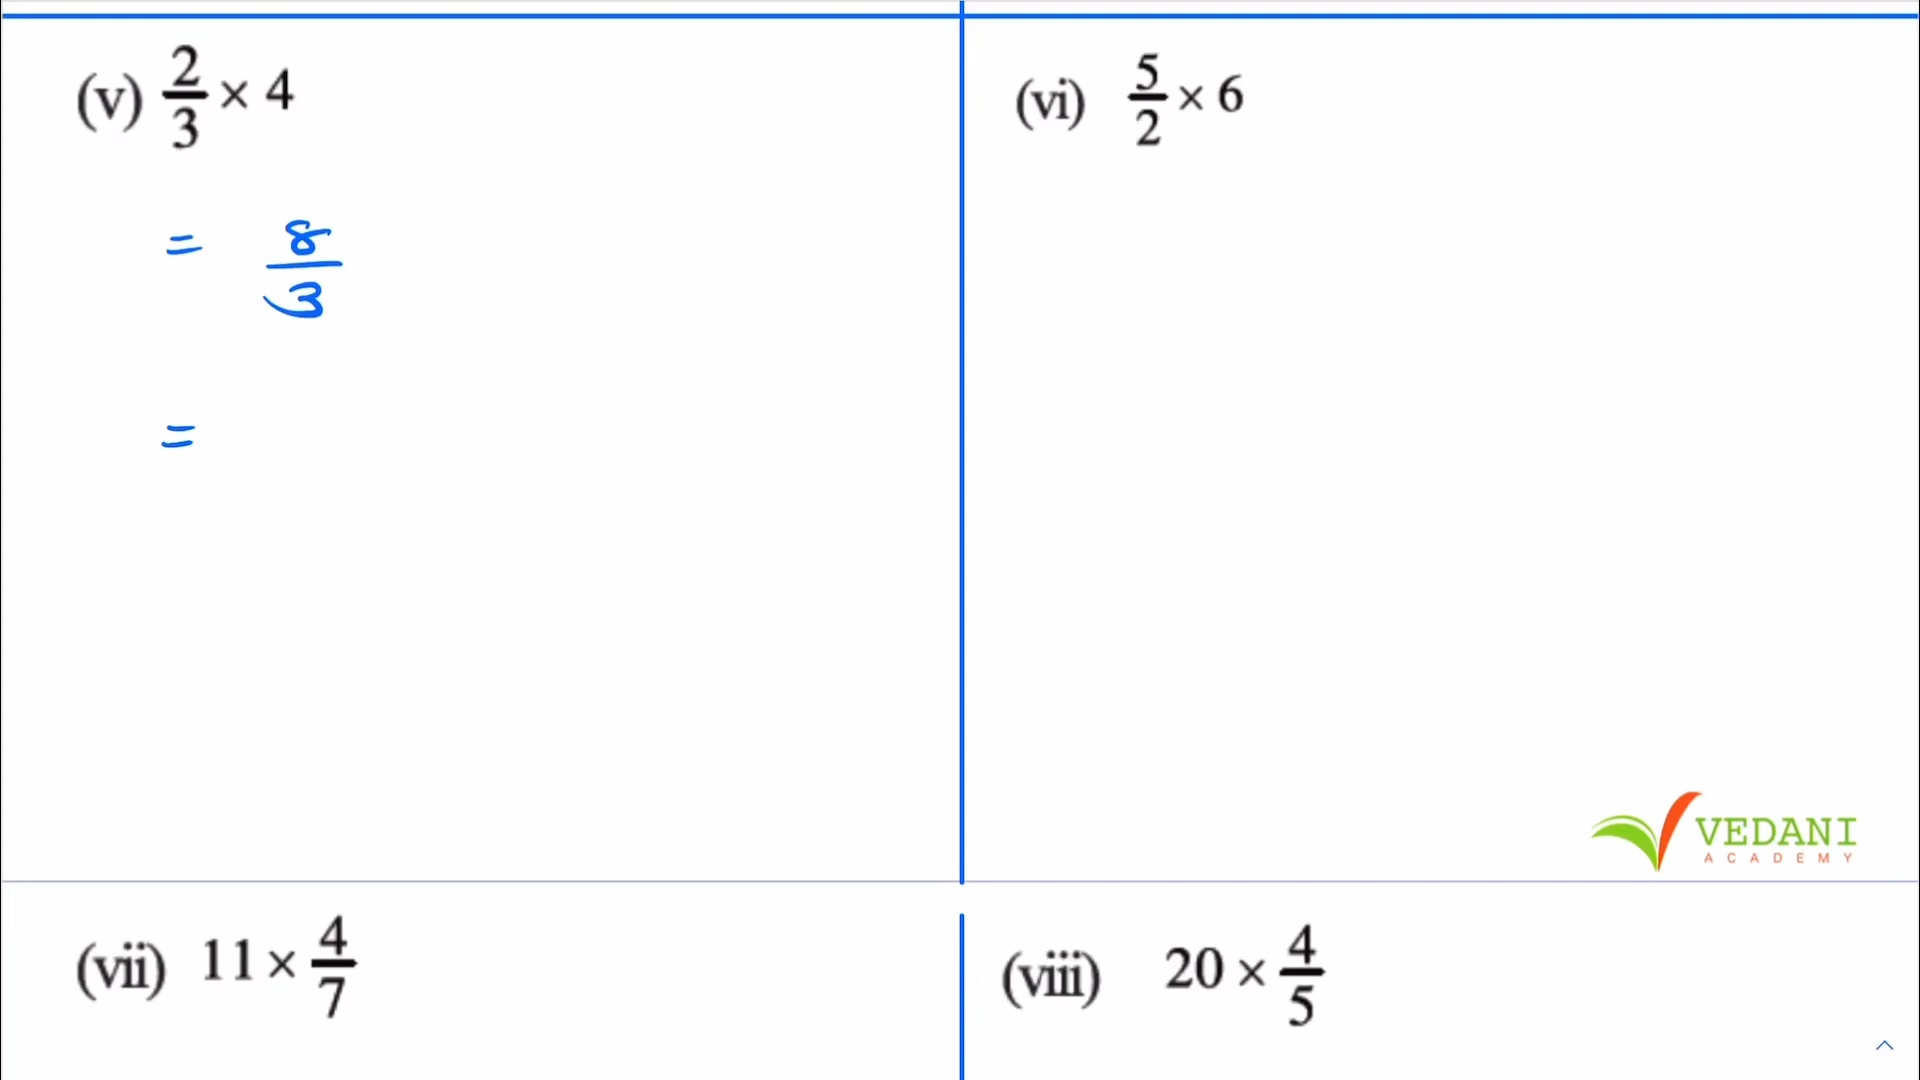 (v) 2/3 × 4
= 8/3
=
(vi) 5/2 × 6
VEDANI
ACADEMY
(vii) 11 × 4/7
(viii) 20 × 4/5